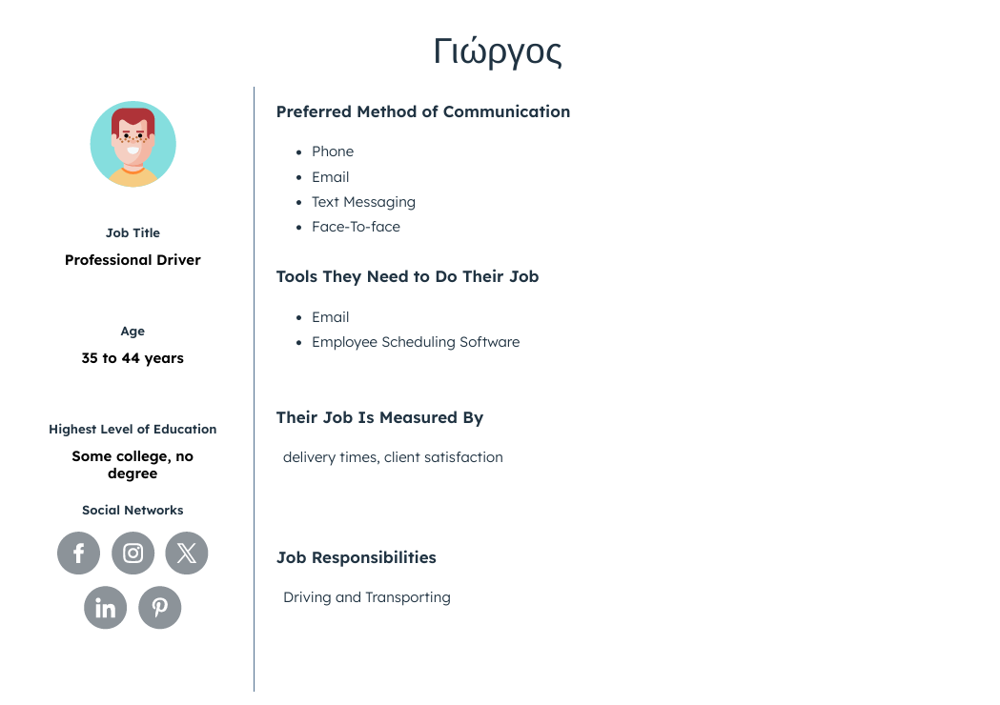 Γιώργος
Job Title
Professional Driver
Age
35 to 44 years
Highest Level of Education
Some college, no
degree
Social Networks
Preferred Method of Communication
Phone
Email
Text Messaging
Face-To-face
Tools They Need to Do Their Job
Email
Employee Scheduling Software
Their Job Is Measured By
delivery times, client satisfaction
Job Responsibilities
Driving and Transporting